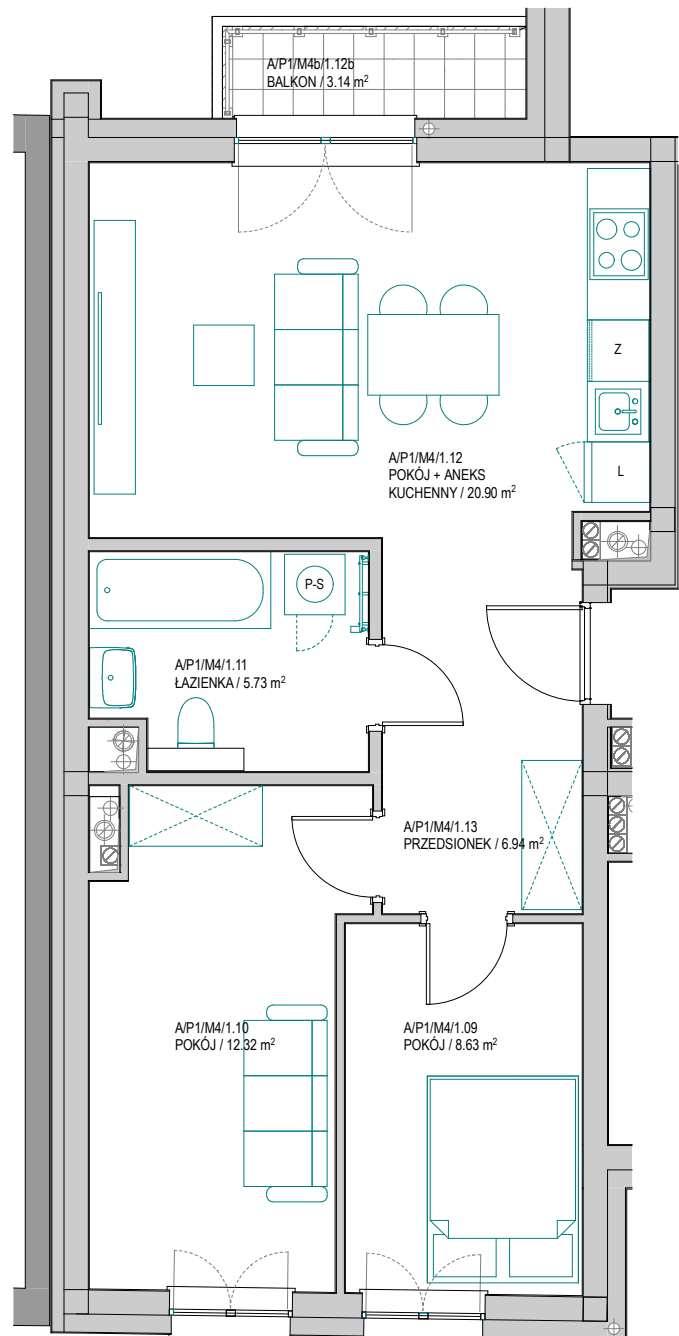 A/P1/M4b/1.12b
BALKON / 3.14 m²
Z
A/P1/M4/1.12
POKÓJ + ANEKS
KUCHENNY / 20.90 m²
L
P-S
A/P1/M4/1.11
ŁAZIENKA / 5.73 m²
A/P1/M4/1.13
PRZEDSIONEK / 6.94 m²
A/P1/M4/1.10
POKÓJ / 12.32 m²
A/P1/M4/1.09
POKÓJ / 8.63 m²